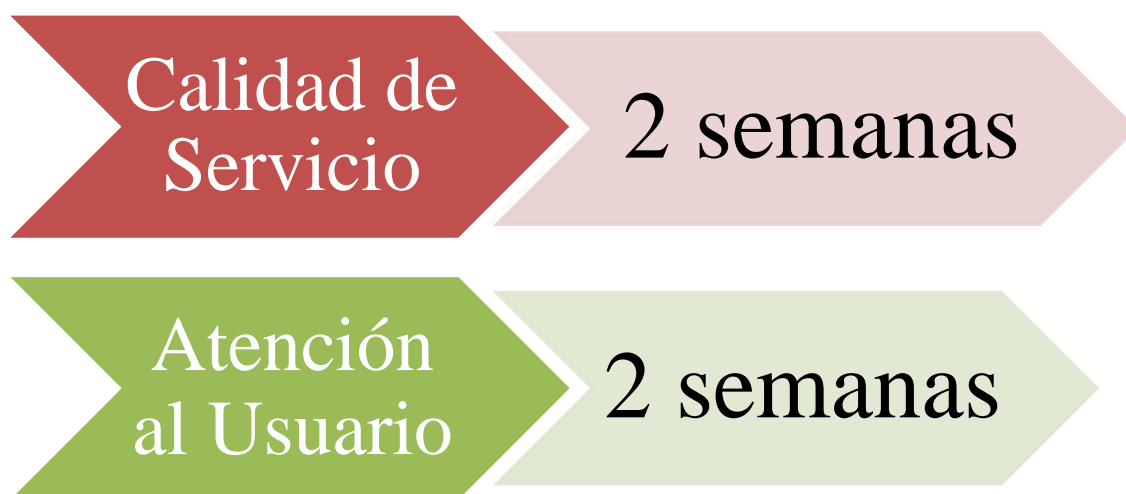 Calidad de
Servicio
2 semanas
Atención
al Usuario
2 semanas